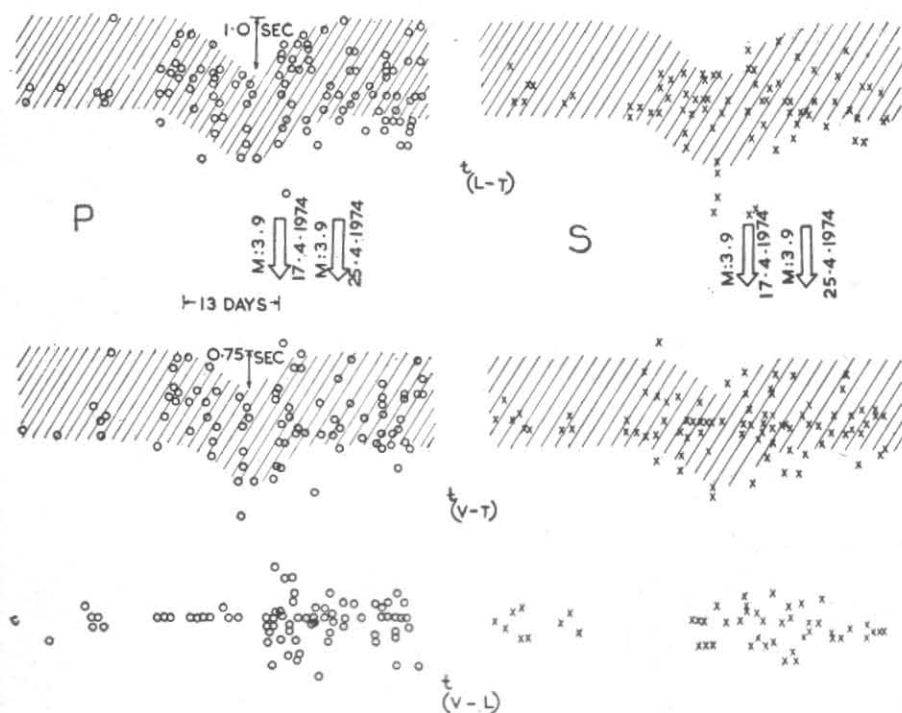 1·0 SEC
t (L-T)
P
S
M:3.9
17·4·1974
M:3.9
25·4·1974
M:3.9
17·4·1974
M:3.9
25·4·1974
13 DAYS
0·75 SEC
t (V-T)
t (V-L)